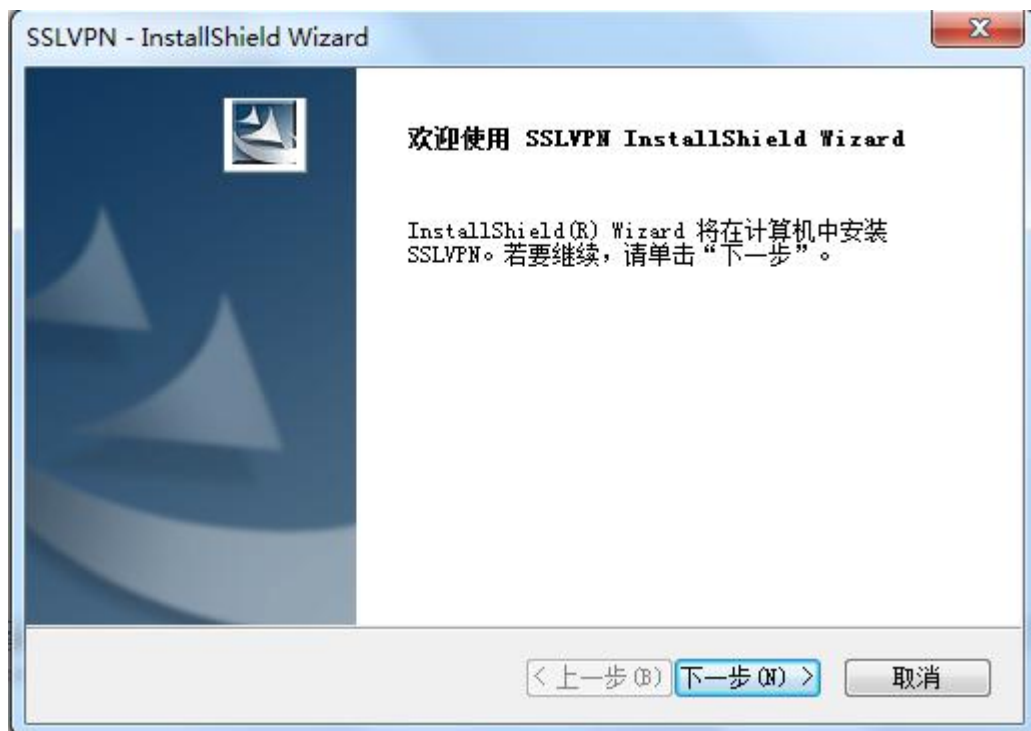 SSLVPN - InstallShield Wizard
欢迎使用 SSLVPN InstallShield Wizard
InstallShield(R) Wizard 将在计算机中安装
SSLVPN。若要继续，请单击“下一步”。
< 上一步(B) 下一步(N) > 取消